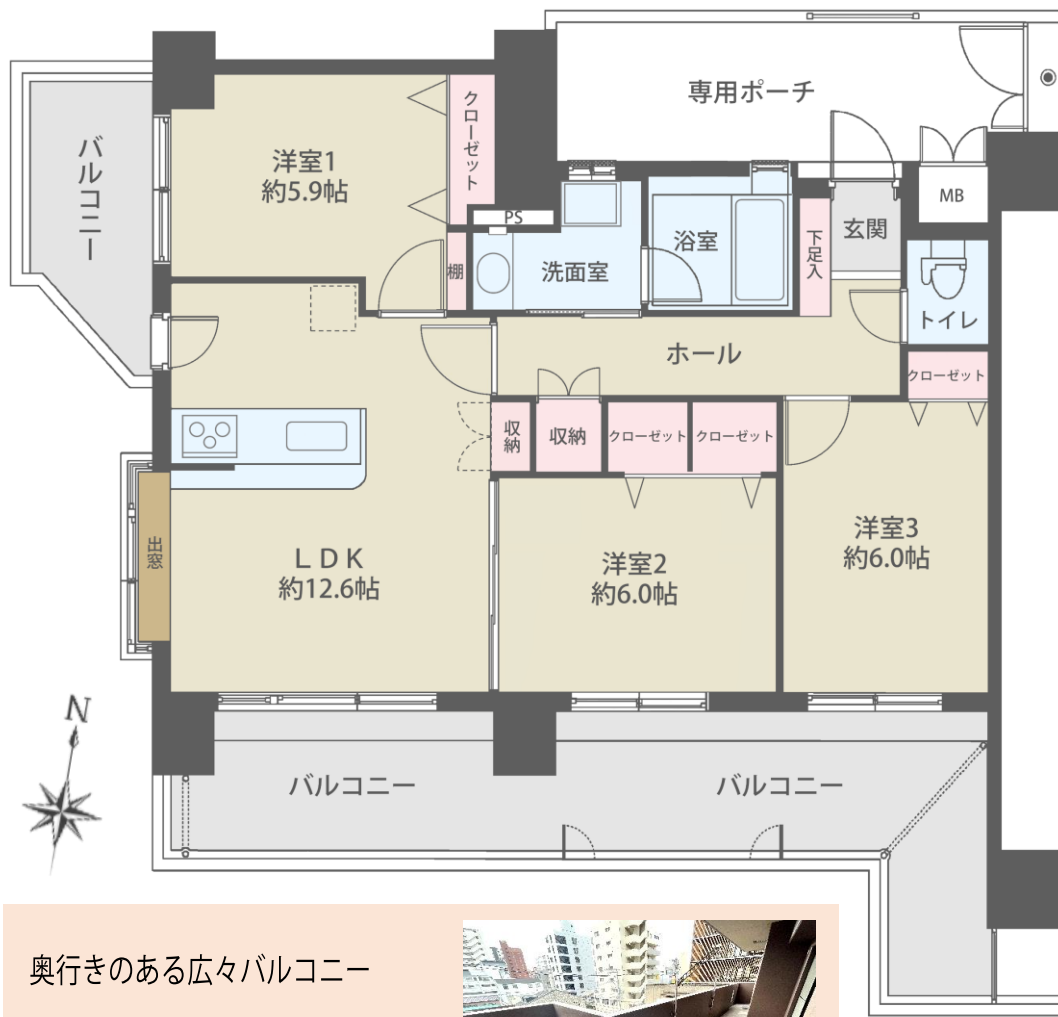 専用ポーチ
バルコニー
洋室1
約5.9帖
クローゼット
PS
棚
洗面室
浴室
下足入
玄関
MB
トイレ
ホール
クローゼット
収納
収納
クローゼット
クローゼット
出窓
LDK
約12.6帖
洋室2
約6.0帖
洋室3
約6.0帖
N
バルコニー
バルコニー
奥行きのある広々バルコニー